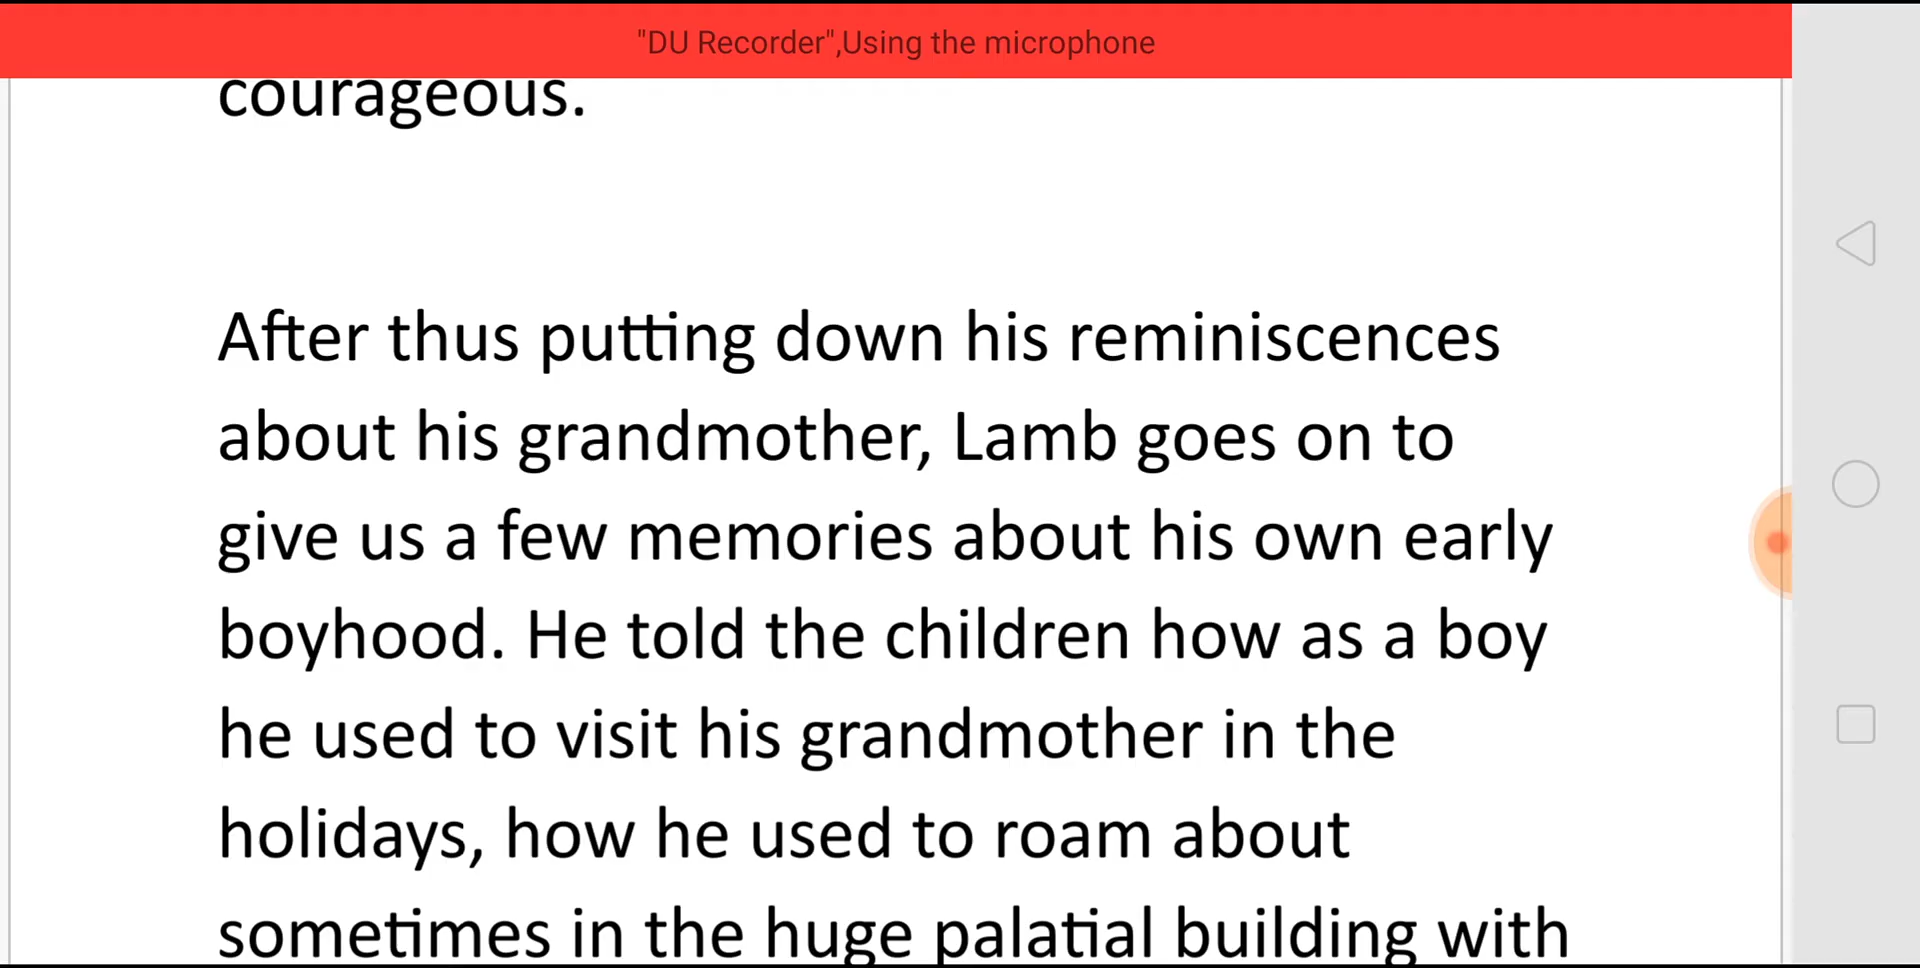 "DU Recorder",Using the microphone
courageous.
After thus putting down his reminiscences
about his grandmother, Lamb goes on to
give us a few memories about his own early
boyhood. He told the children how as a boy
he used to visit his grandmother in the
holidays, how he used to roam about
sometimes in the huge palatial building with